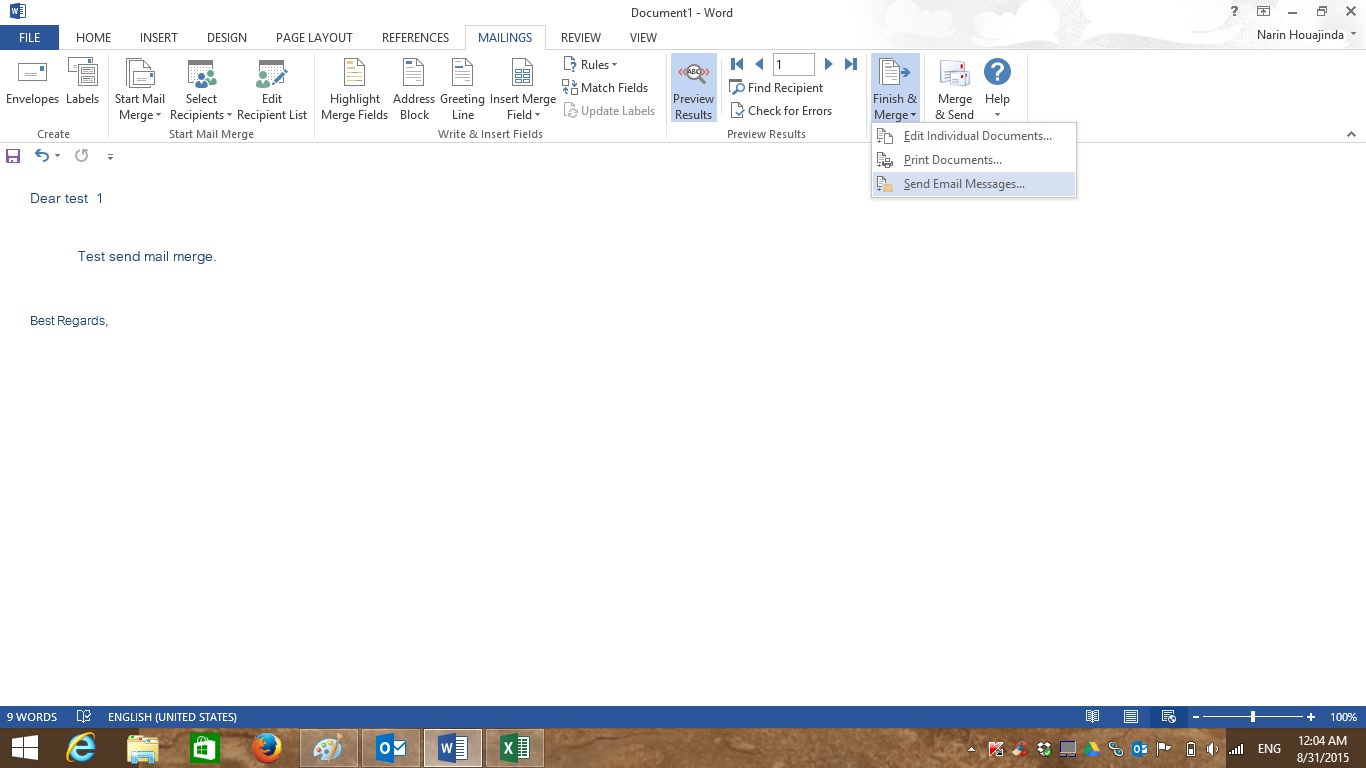 Document1 - Word
?
FILE HOME INSERT DESIGN PAGE LAYOUT REFERENCES MAILINGS REVIEW VIEW
Narin Houajinda
Envelopes
Labels
Create
Start Mail
Merge
Select
Recipients
Edit
Recipient List
Start Mail Merge
Highlight
Merge Fields
Address
Block
Greeting
Line
Insert Merge
Field
Rules
Match Fields
Update Labels
Write & Insert Fields
ABC
Preview
Results
1
Find Recipient
Check for Errors
Preview Results
Finish &
Merge
Merge
& Send
?
Help
Edit Individual Documents...
Print Documents...
Send Email Messages...
Dear test  1
Test send mail merge.
Best Regards,
9 WORDS ENGLISH (UNITED STATES) 100%
ENG
12:04 AM
8/31/2015